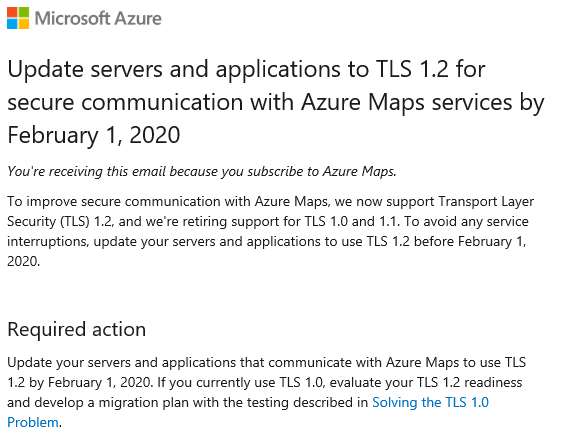 Microsoft Azure
Update servers and applications to TLS 1.2 for
secure communication with Azure Maps services by
February 1, 2020
You're receiving this email because you subscribe to Azure Maps.
To improve secure communication with Azure Maps, we now support Transport Layer
Security (TLS) 1.2, and we're retiring support for TLS 1.0 and 1.1. To avoid any service
interruptions, update your servers and applications to use TLS 1.2 before February 1,
2020.
Required action
Update your servers and applications that communicate with Azure Maps to use TLS
1.2 by February 1, 2020. If you currently use TLS 1.0, evaluate your TLS 1.2 readiness
and develop a migration plan with the testing described in Solving the TLS 1.0
Problem.